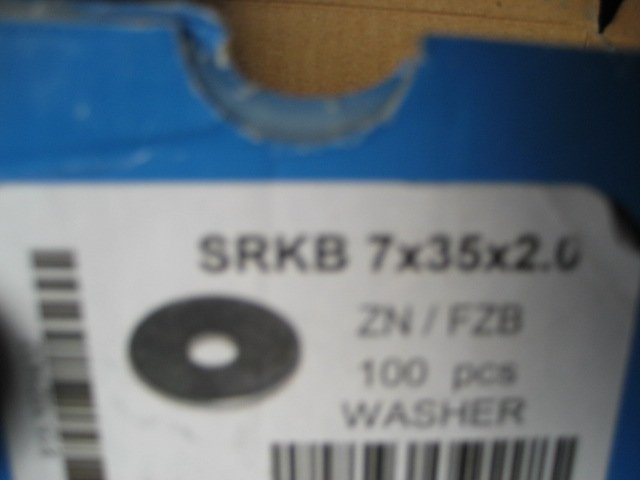 SRKB 7x35x2.0
ZN / FZB
100 pcs
WASHER